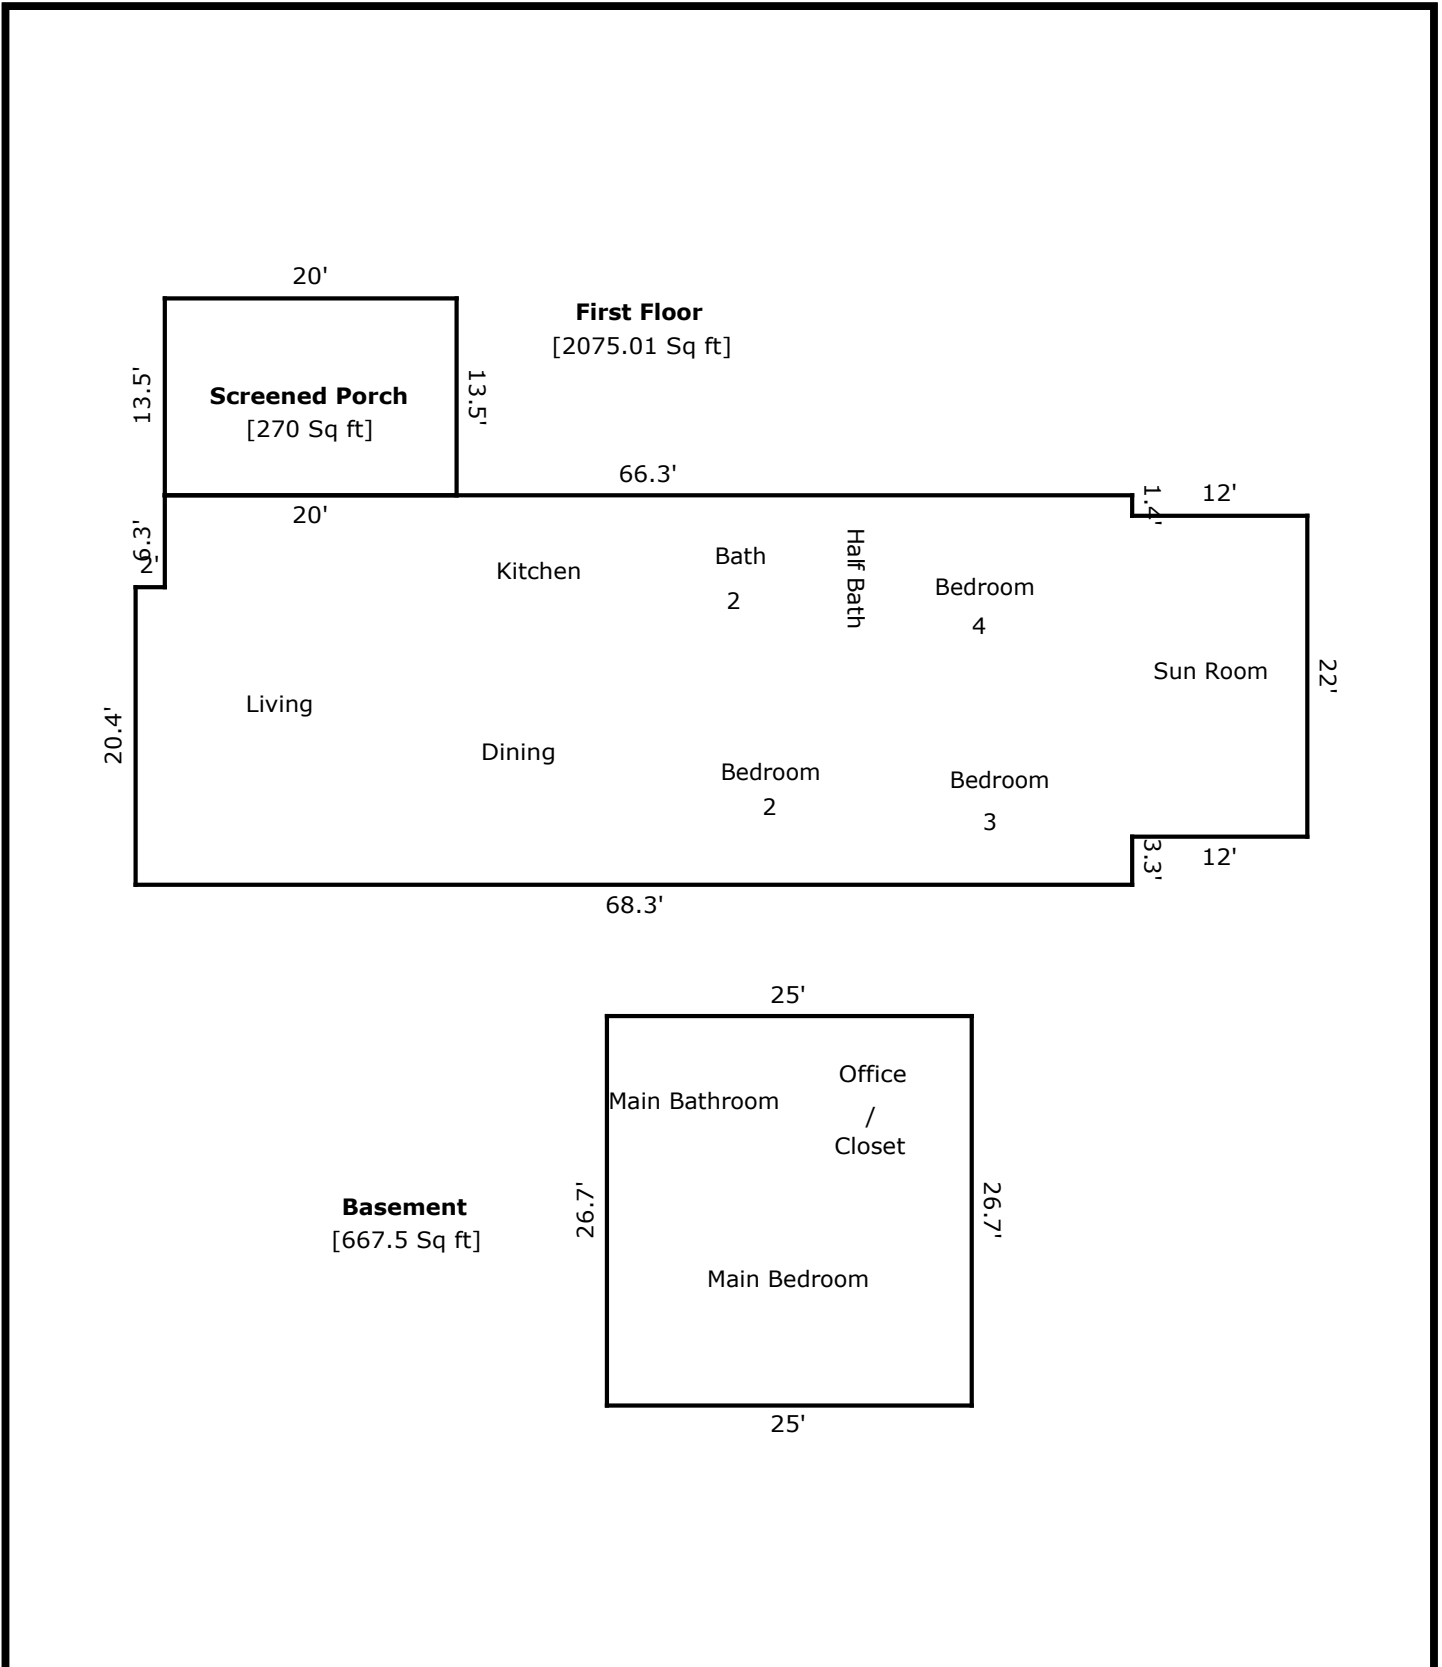 20'
First Floor
[2075.01 Sq ft]
13.5'
Screened Porch
[270 Sq ft]
13.5'
66.3'
1.4'
12'
20'
6.3'
2'
Kitchen
Bath
2
Half Bath
Bedroom
4
Sun Room
22'
Living
20.4'
Dining
Bedroom
2
Bedroom
3
3.3'
12'
68.3'
25'
Office
/
Closet
Main Bathroom
26.7'
26.7'
Basement
[667.5 Sq ft]
Main Bedroom
25'